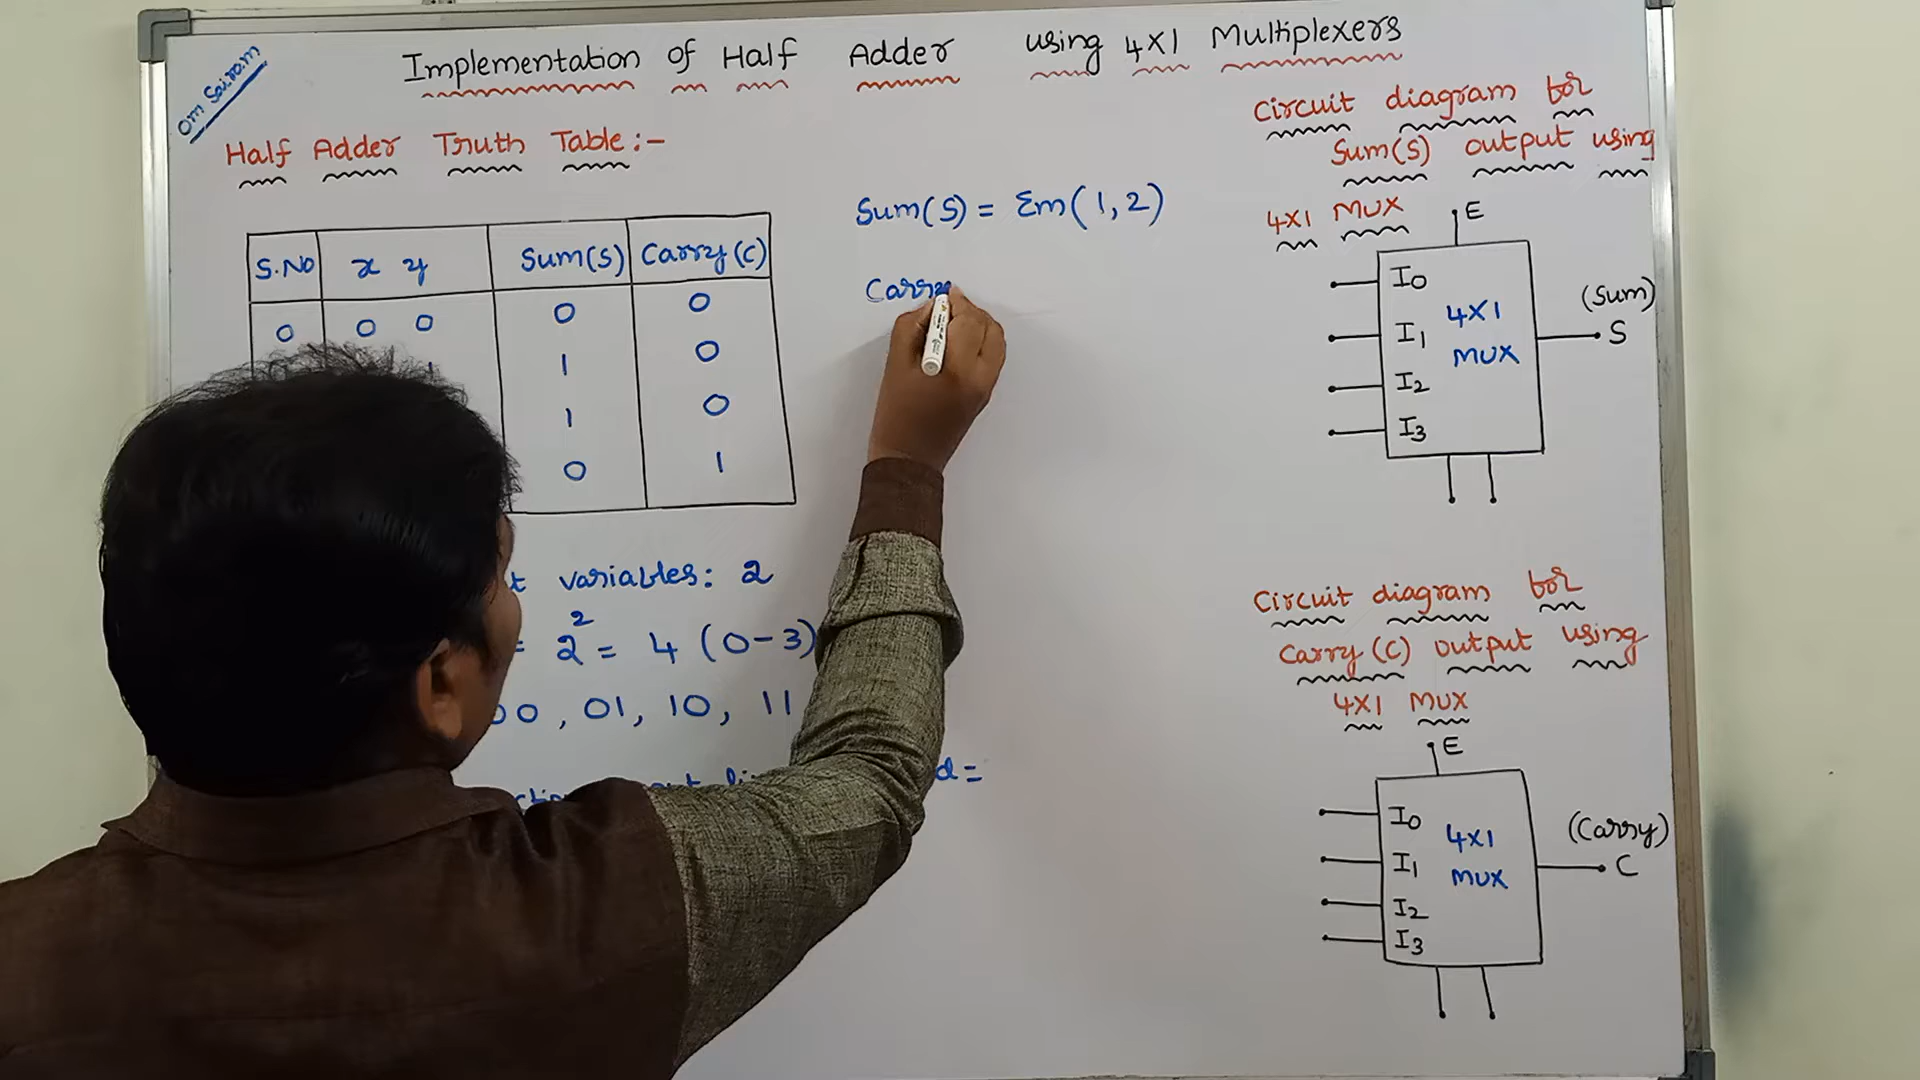 Om Sairam
Implementation of Half Adder using 4X1 Multiplexers
Half Adder Truth Table:-
S.NO x y Sum(S) Carry(C)
0 0 0 0 0
1 0
1 0
0 1
variables: 2
= 2² = 4 (0-3)
00, 01, 10, 11
d=
Sum(S) = Σm(1,2)
Carry
Circuit diagram for
Sum(S) output using
4X1 MUX
E
I0
I1
I2
I3
4X1
MUX
(Sum)
S
Circuit diagram for
Carry(C) output using
4X1 MUX
E
I0
I1
I2
I3
4X1
MUX
(Carry)
C